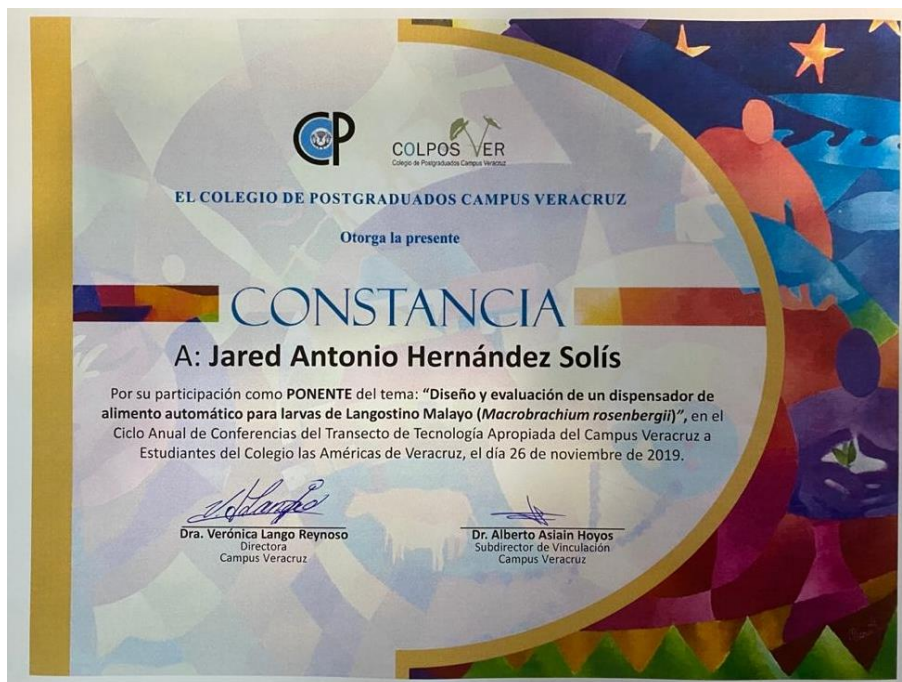 CP
COLPOS VER
Colegio de Postgraduados Campus Veracruz
EL COLEGIO DE POSTGRADUADOS CAMPUS VERACRUZ
Otorga la presente
CONSTANCIA
A: Jared Antonio Hernández Solís
Por su participación como PONENTE del tema: “Diseño y evaluación de un dispensador de
alimento automático para larvas de Langostino Malayo (Macrobrachium rosenbergii)”, en el
Ciclo Anual de Conferencias del Transecto de Tecnología Apropiada del Campus Veracruz a
Estudiantes del Colegio las Américas de Veracruz, el día 26 de noviembre de 2019.
Dra. Verónica Lango Reynoso
Directora
Campus Veracruz
Dr. Alberto Asiain Hoyos
Subdirector de Vinculación
Campus Veracruz